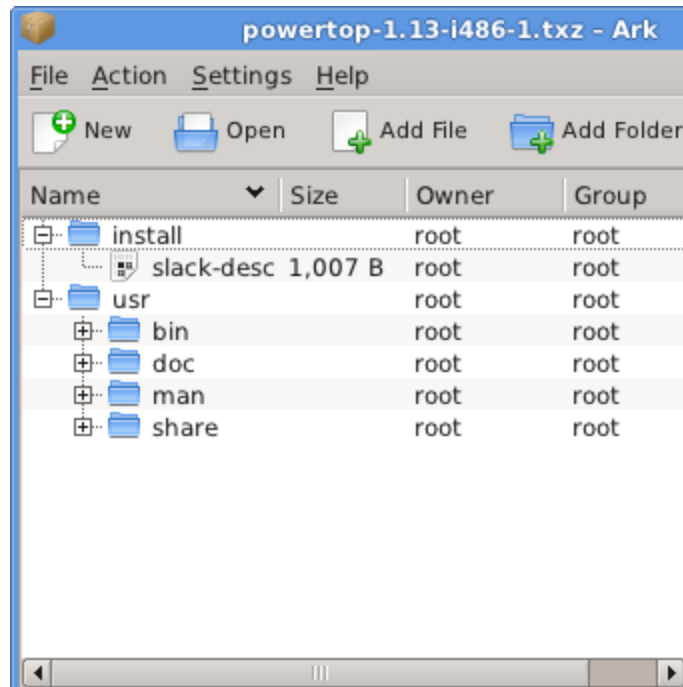 powertop-1.13-i486-1.txz – Ark
File Action Settings Help
New Open Add File Add Folder
Name Size Owner Group
install root root
slack-desc 1,007 B root root
usr root root
bin root root
doc root root
man root root
share root root